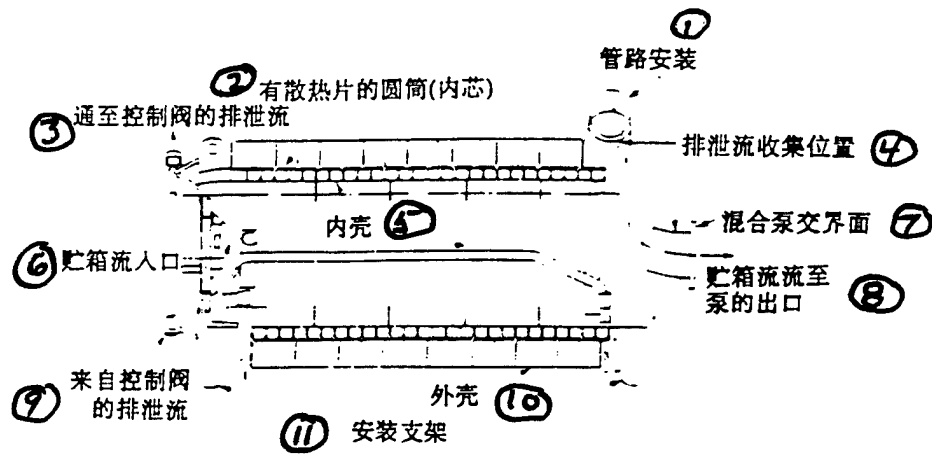 ①
管路安装
② 有散热片的圆筒(内芯)
③ 通至控制阀的排泄流
排泄流收集位置 ④
内壳 ⑤
混合泵交界面 ⑦
⑥ 贮箱流入口
贮箱流流至
泵的出口 ⑧
⑨ 来自控制阀
的排泄流
外壳 ⑩
⑪ 安装支架